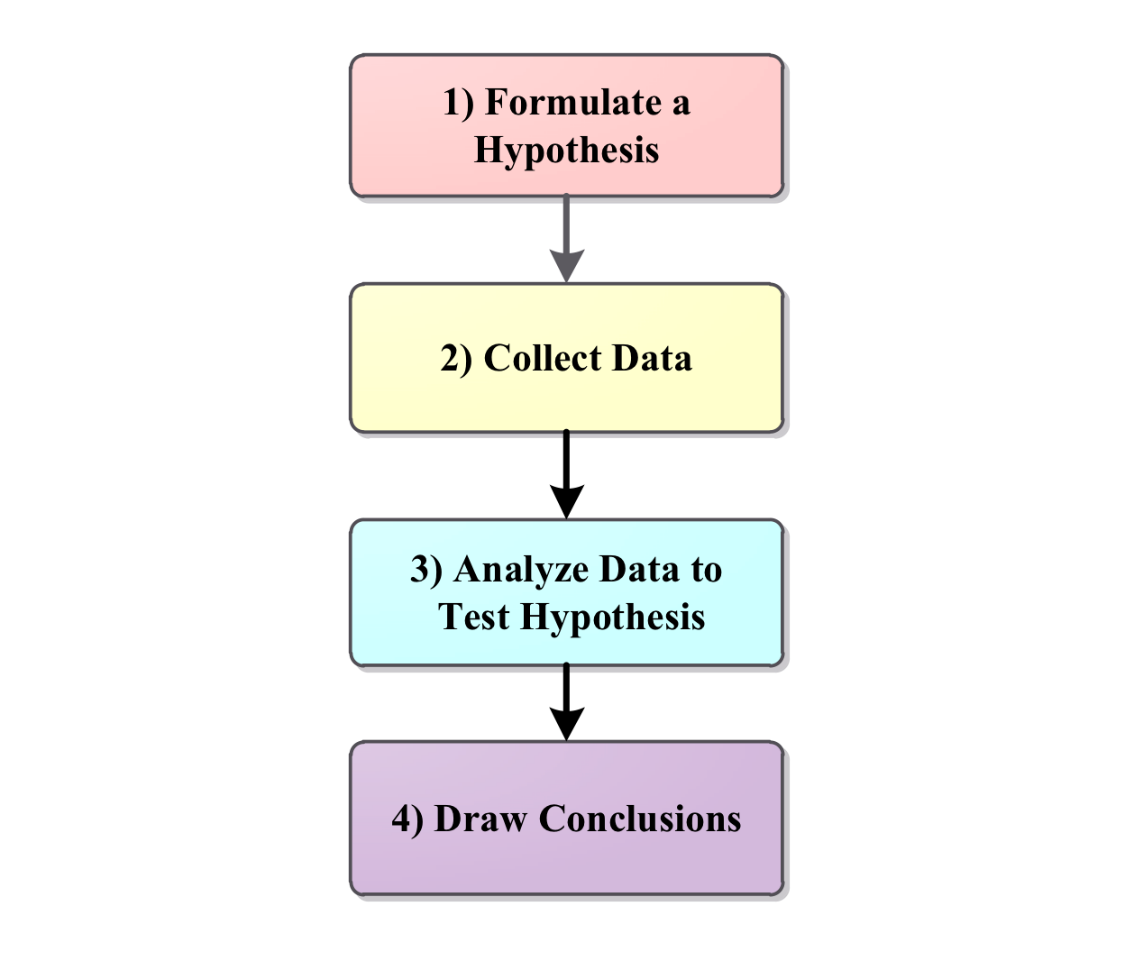 1) Formulate a
Hypothesis
2) Collect Data
3) Analyze Data to
Test Hypothesis
4) Draw Conclusions